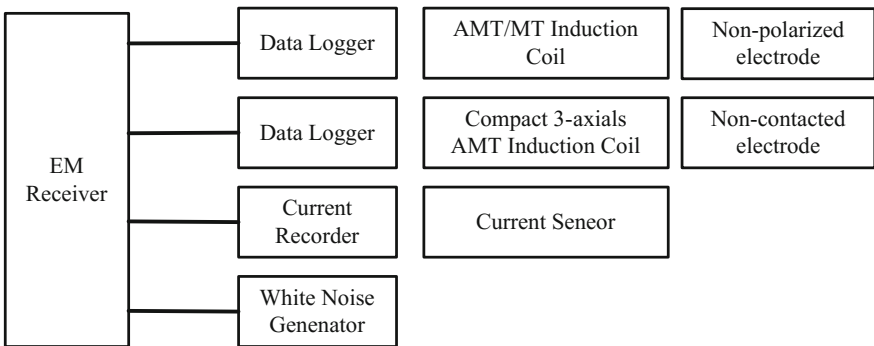 EM
Receiver
Data Logger
AMT/MT Induction
Coil
Non-polarized
electrode
Data Logger
Compact 3-axials
AMT Induction Coil
Non-contacted
electrode
Current
Recorder
Current Seneor
White Noise
Genenator